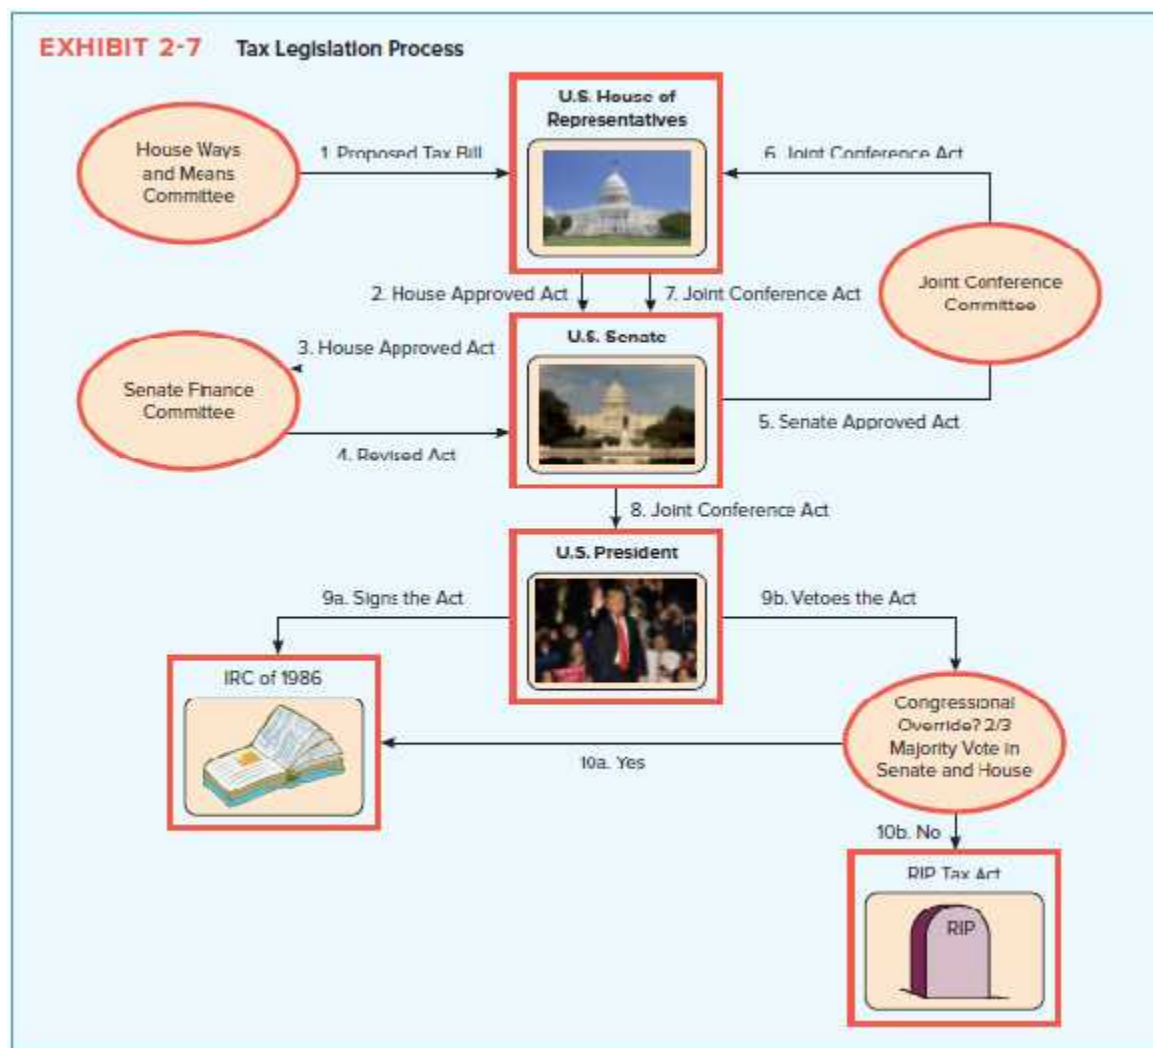 EXHIBIT 2-7 Tax Legislation Process
U.S. House of
Representatives
House Ways
and Means
Committee
1. Proposed Tax Bill
6. Joint Conference Act
Joint Conference
Committee
2. House Approved Act
7. Joint Conference Act
U.S. Senate
3. House Approved Act
Senate Finance
Committee
4. Revised Act
5. Senate Approved Act
8. Joint Conference Act
U.S. President
9a. Signs the Act
9b. Vetoes the Act
IRC of 1986
Congressional
Override? 2/3
Majority Vote in
Senate and House
10a. Yes
10b. No
RIP Tax Act
RIP